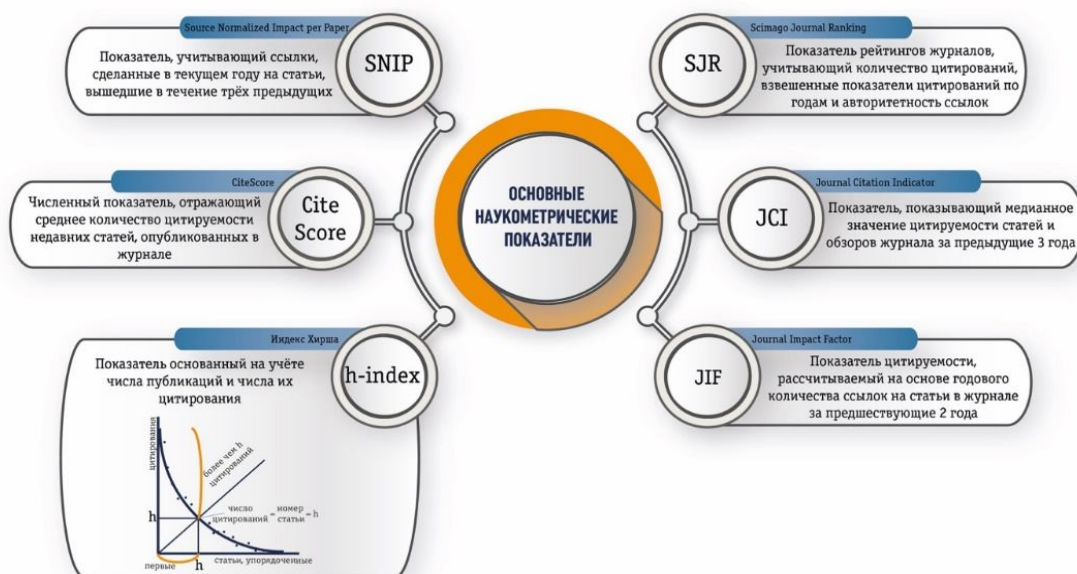 Source Normalized Impact per Paper
Показатель, учитывающий ссылки,
сделанные в текущем году на статьи,
вышедшие в течение трёх предыдущих
SNIP
CiteScore
Численный показатель, отражающий
среднее количество цитируемости
недавних статей, опубликованных в
журнале
Cite
Score
Индекс Хирша
Показатель основанный на учёте
числа публикаций и числа их
цитирования
h-index
цитирования
более чем h
цитирований
число
цитирований = номер
статьи = h
h
первые
h
статьи, упорядоченные
ОСНОВНЫЕ
НАУКОМЕТРИЧЕСКИЕ
ПОКАЗАТЕЛИ
Scimago Journal Ranking
SJR
Показатель рейтингов журналов,
учитывающий количество цитирований,
взвешенные показатели цитирований по
годам и авторитетность ссылок
Journal Citation Indicator
JCI
Показатель, показывающий медианное
значение цитируемости статей и
обзоров журнала за предыдущие 3 года
Journal Impact Factor
JIF
Показатель цитируемости,
рассчитываемый на основе годового
количества ссылок на статьи в журнале
за предшествующие 2 года